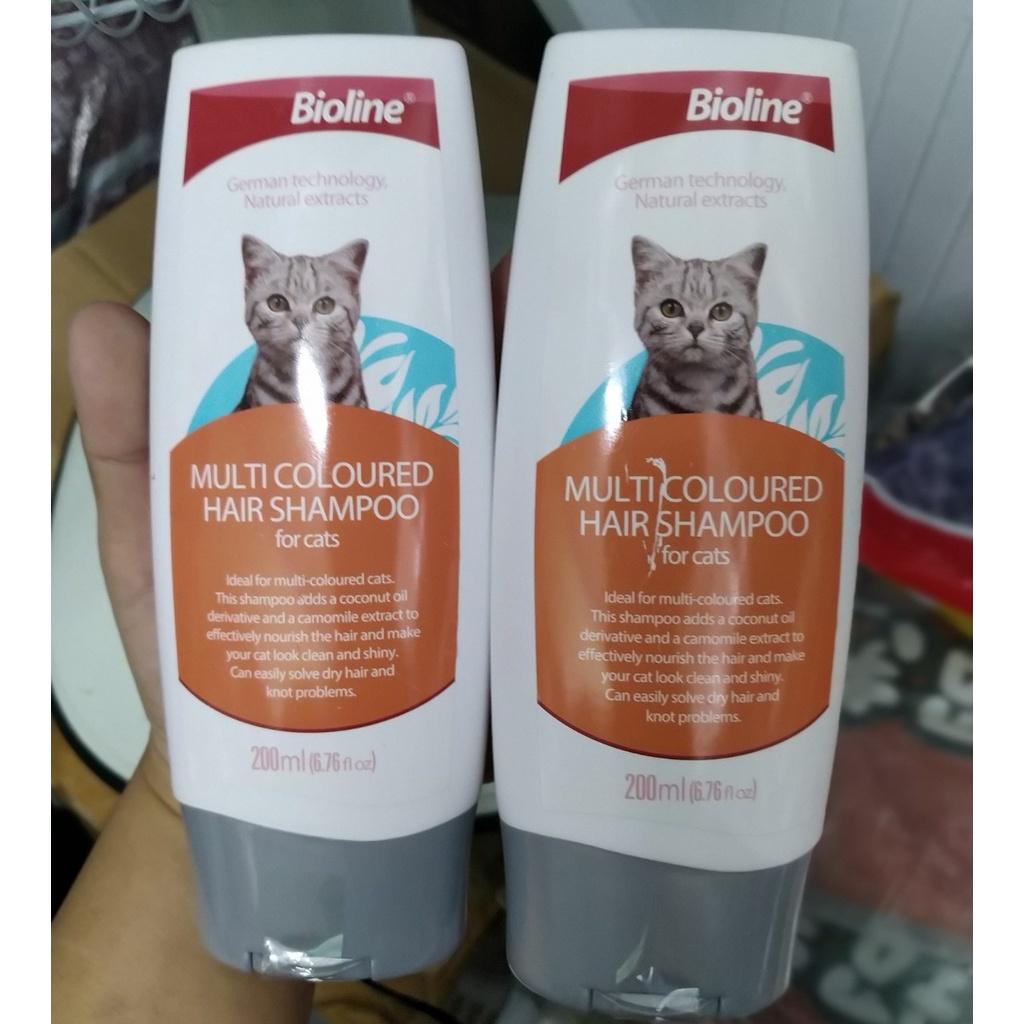 Bioline®
German technology,
Natural extracts
MULTI COLOURED
HAIR SHAMPOO
for cats
Ideal for multi-coloured cats.
This shampoo adds a coconut oil
derivative and a camomile extract to
effectively nourish the hair and make
your cat look clean and shiny.
Can easily solve dry hair and
knot problems.
200ml (6.76 fl oz)
Bioline®
German technology,
Natural extracts
MULTI COLOURED
HAIR SHAMPOO
for cats
Ideal for multi-coloured cats.
This shampoo adds a coconut oil
derivative and a camomile extract to
effectively nourish the hair and make
your cat look clean and shiny.
Can easily solve dry hair and
knot problems.
200ml (6.76 fl oz)